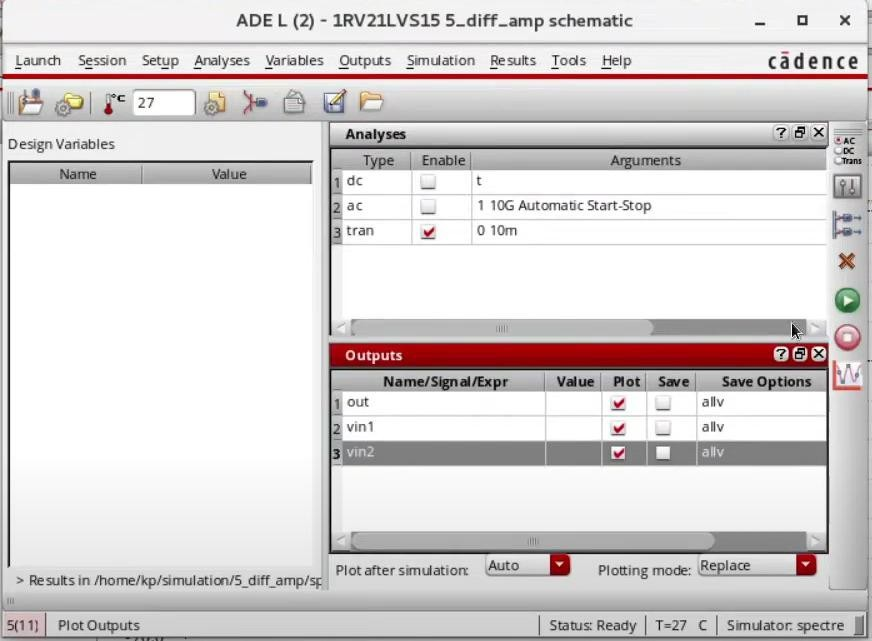 ADE L (2) - 1RV21LVS15 5_diff_amp schematic
Launch Session Setup Analyses Variables Outputs Simulation Results Tools Help cādence
°C 27
Design Variables
Name Value
> Results in /home/kp/simulation/5_diff_amp/sp
Analyses ?
Type Enable Arguments
1 dc t
2 ac 1 10G Automatic Start-Stop
3 tran 0 10m
Outputs ?
Name/Signal/Expr Value Plot Save Save Options
1 out allv
2 vin1 allv
3 vin2 allv
Plot after simulation: Auto Plotting mode: Replace
AC
DC
Trans
5(11) Plot Outputs Status: Ready T=27 C Simulator: spectre